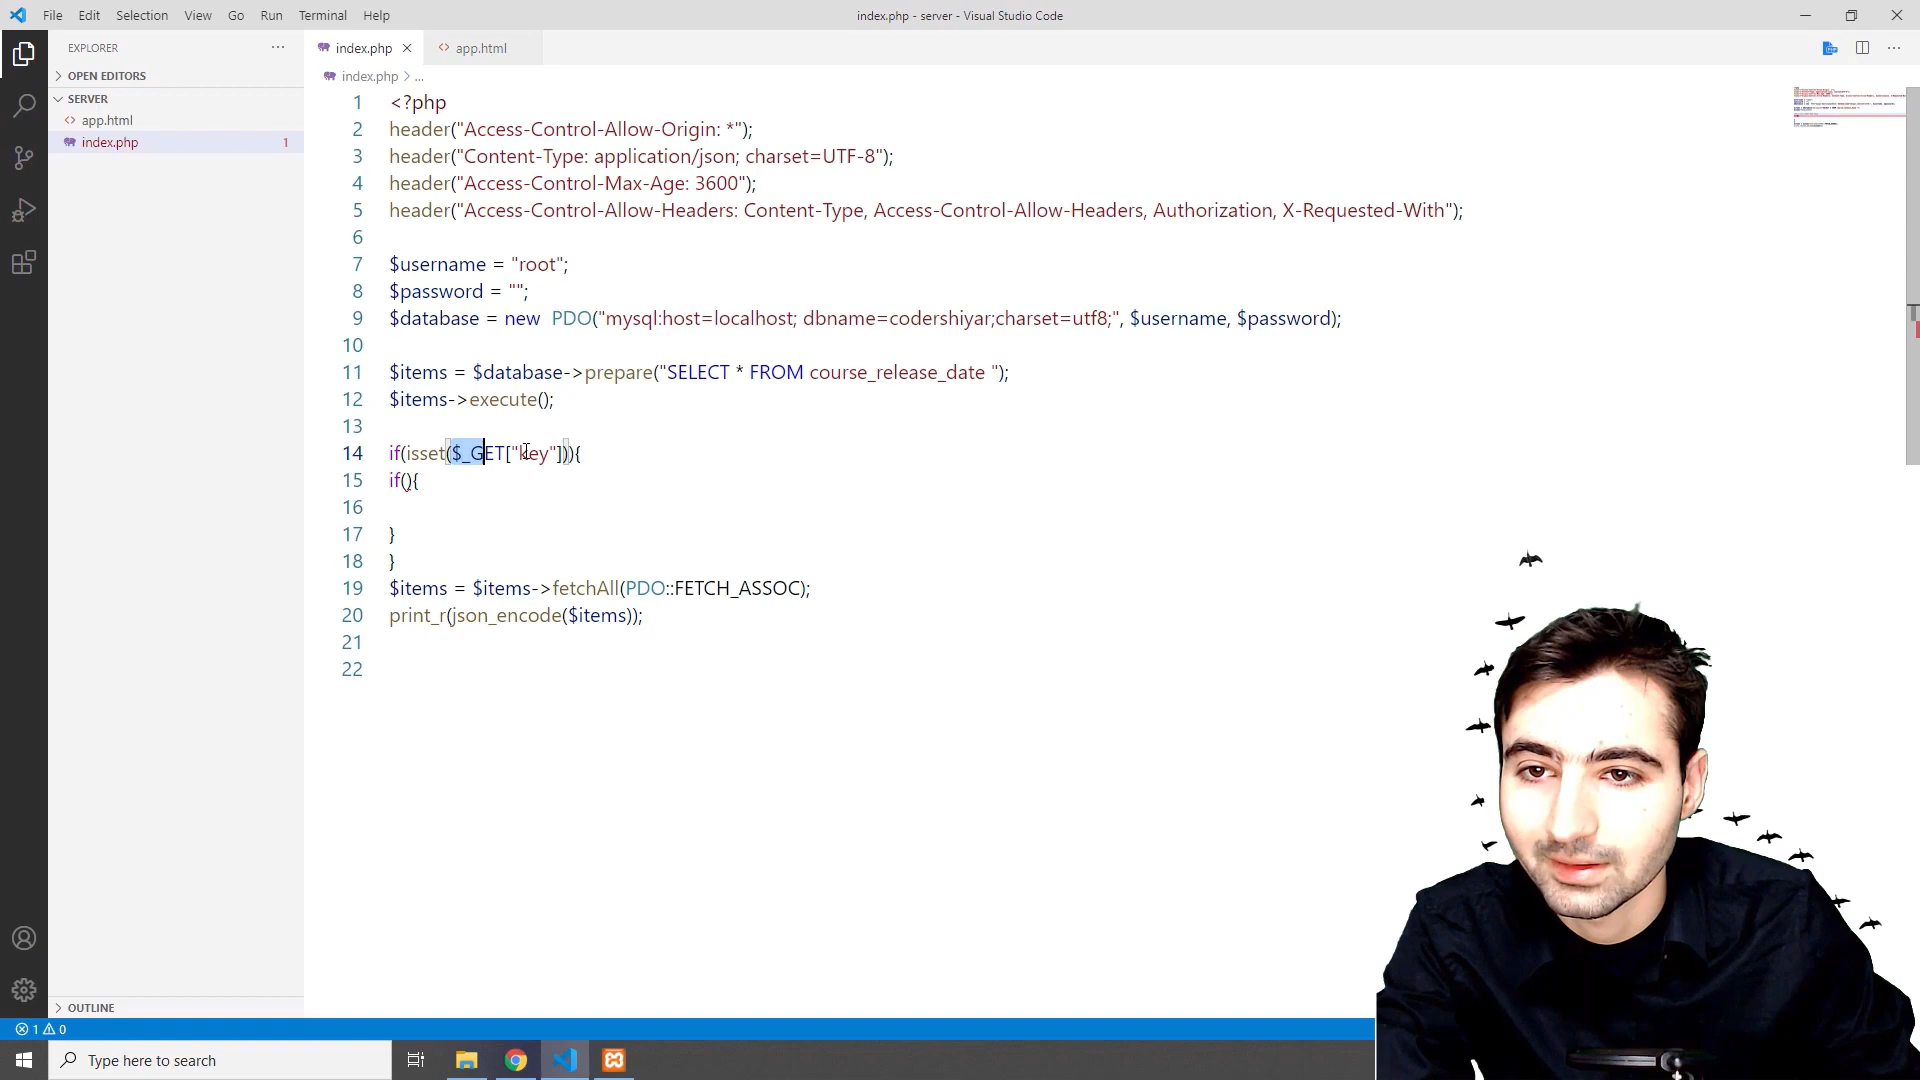 File Edit Selection View Go Run Terminal Help
index.php - server - Visual Studio Code
EXPLORER
OPEN EDITORS
SERVER
app.html
index.php 1
OUTLINE
index.php
app.html
index.php > ...
1 <?php
2 header("Access-Control-Allow-Origin: *");
3 header("Content-Type: application/json; charset=UTF-8");
4 header("Access-Control-Max-Age: 3600");
5 header("Access-Control-Allow-Headers: Content-Type, Access-Control-Allow-Headers, Authorization, X-Requested-With");
6
7 $username = "root";
8 $password = "";
9 $database = new  PDO("mysql:host=localhost; dbname=codershiyar;charset=utf8;", $username, $password);
10
11 $items = $database->prepare("SELECT * FROM course_release_date ");
12 $items->execute();
13
14 if(isset($_GET["key"])){
15 if(){
16
17 }
18 }
19 $items = $items->fetchAll(PDO::FETCH_ASSOC);
20 print_r(json_encode($items));
21
22
1 0
Type here to search